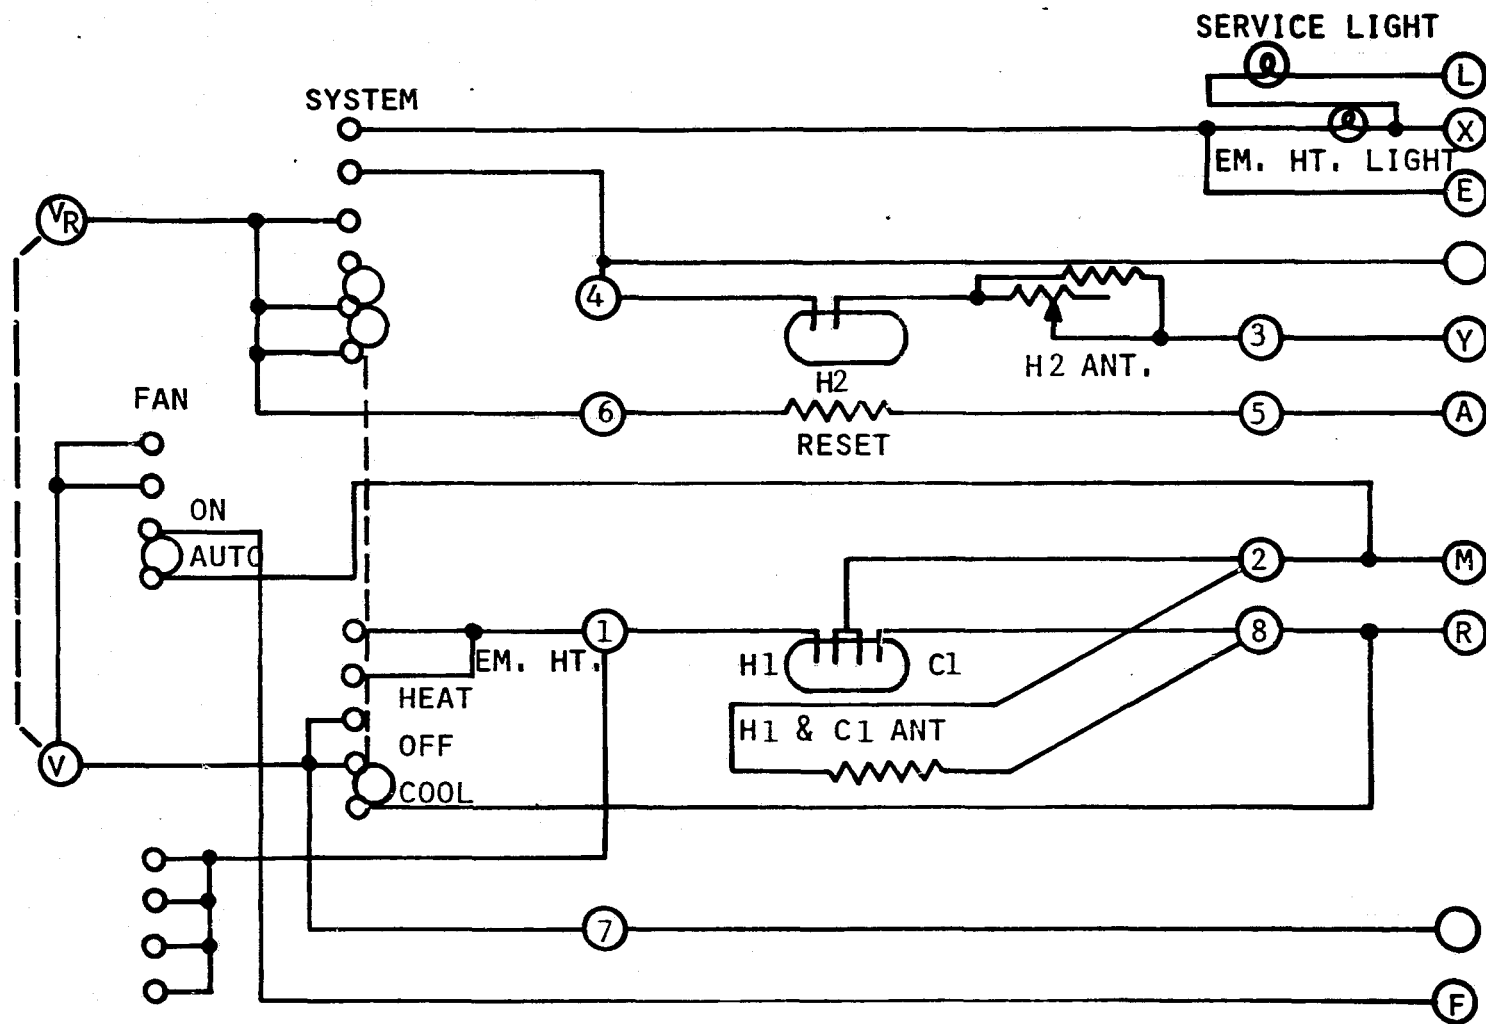 SERVICE LIGHT
L
SYSTEM
X
EM. HT. LIGHT
E
VR
4
3
Y
H2 ANT.
H2
FAN
6
5
A
RESET
ON
AUTO
2
M
1
8
R
EM. HT.
H1
C1
HEAT
H1 & C1 ANT
OFF
V
COOL
7
F